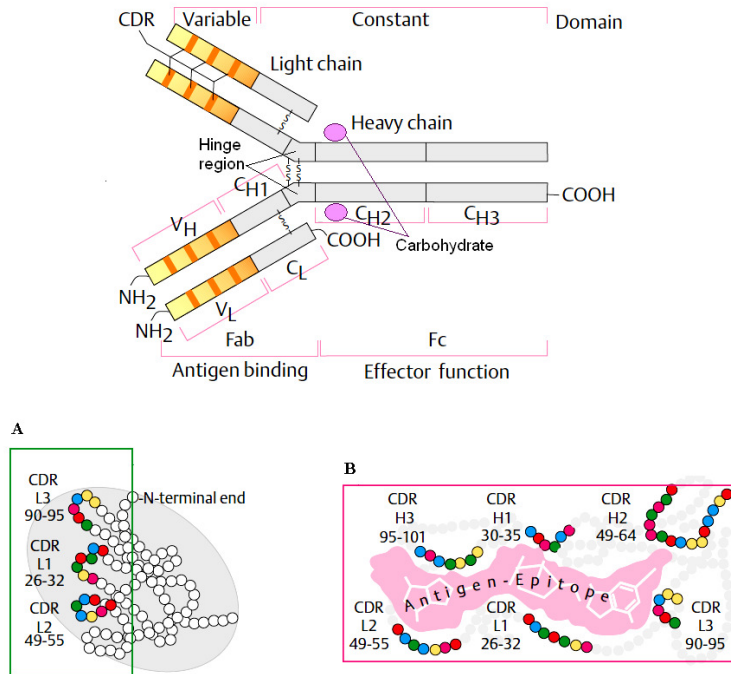 Variable
Constant
Domain
CDR
Light chain
Heavy chain
Hinge
region
CH1
COOH
VH
CH2
CH3
COOH
Carbohydrate
NH2
CL
VL
NH2
Fab
Fc
Antigen binding
Effector function
A
B
CDR
L3
90-95
N-terminal end
CDR
L1
26-32
CDR
L2
49-55
CDR
H3
95-101
CDR
H1
30-35
CDR
H2
49-64
Antigen-Epitope
CDR
L2
49-55
CDR
L1
26-32
CDR
L3
90-95